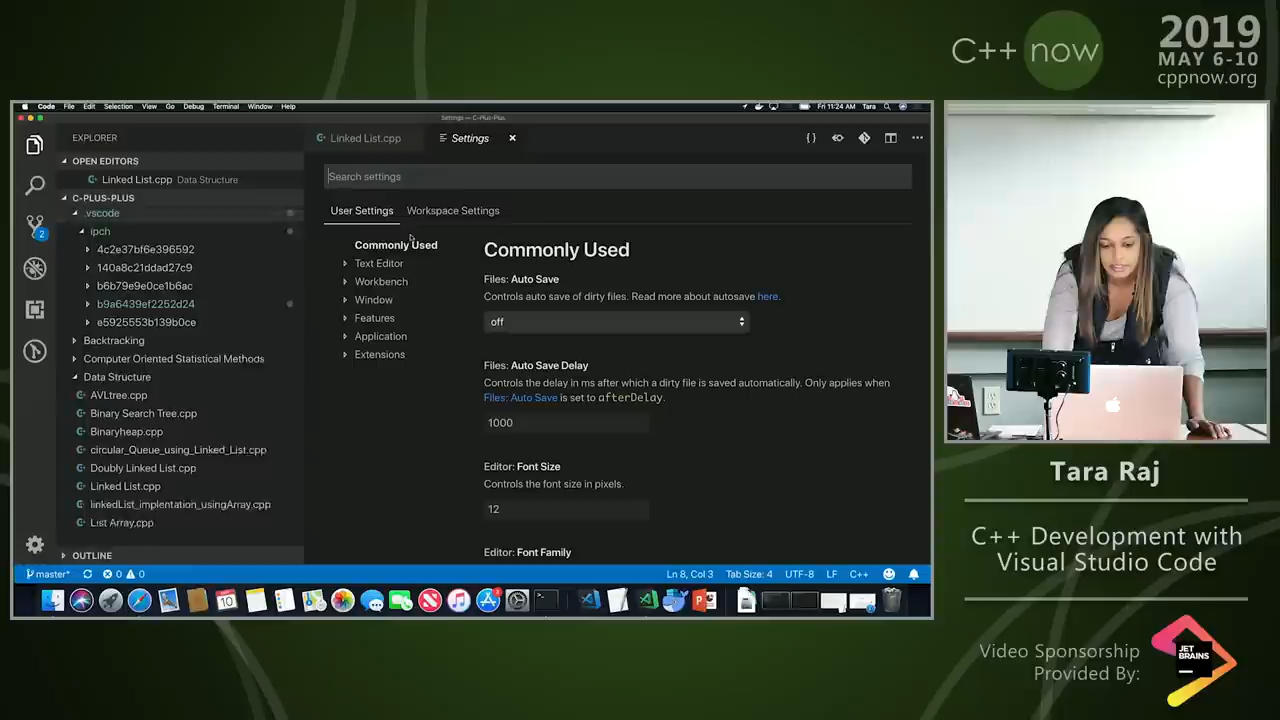 C++ now
2019
MAY 6-10
cppnow.org
Code File Edit Selection View Go Debug Terminal Window Help
Fri 11:24 AM Tara
Settings — C-Plus-Plus
EXPLORER
OPEN EDITORS
Linked List.cpp Data Structure
C-PLUS-PLUS
.vscode
ipch
4c2e37bf6e396592
140a8c21ddad27c9
b6b79e9e0ce1b6ac
b9a6439ef2252d24
e5925553b139b0ce
Backtracking
Computer Oriented Statistical Methods
Data Structure
AVLtree.cpp
Binary Search Tree.cpp
Binaryheap.cpp
circular_Queue_using_Linked_List.cpp
Doubly Linked List.cpp
Linked List.cpp
linkedList_implentation_usingArray.cpp
List Array.cpp
OUTLINE
2
Linked List.cpp
Settings
{ }
Search settings
User Settings Workspace Settings
Commonly Used
Text Editor
Workbench
Window
Features
Application
Extensions
Commonly Used
Files: Auto Save
Controls auto save of dirty files. Read more about autosave here.
off
Files: Auto Save Delay
Controls the delay in ms after which a dirty file is saved automatically. Only applies when
Files: Auto Save is set to afterDelay.
1000
Editor: Font Size
Controls the font size in pixels.
12
Editor: Font Family
master* 0 0 Ln 8, Col 3 Tab Size: 4 UTF-8 LF C++
10
Tara Raj
C++ Development with
Visual Studio Code
Video Sponsorship
Provided By:
JET
BRAINS